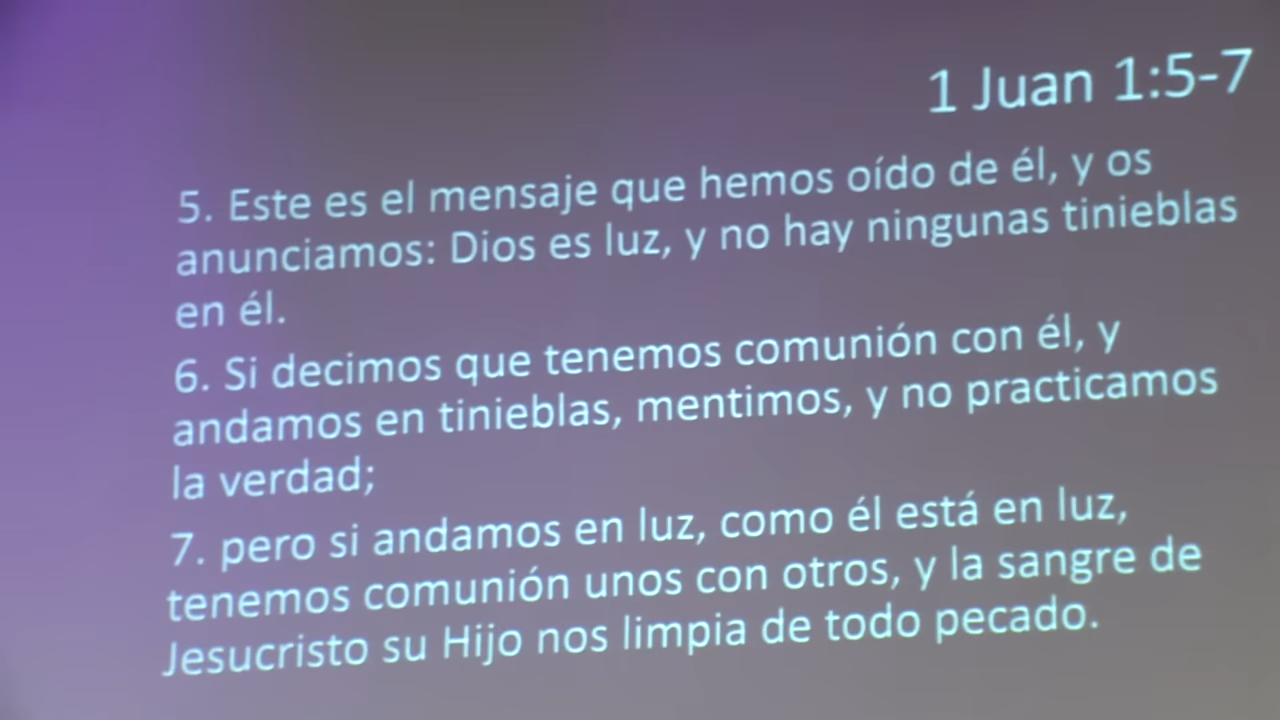 1 Juan 1:5-7
5. Este es el mensaje que hemos oído de él, y os
anunciamos: Dios es luz, y no hay ningunas tinieblas
en él.
6. Si decimos que tenemos comunión con él, y
andamos en tinieblas, mentimos, y no practicamos
la verdad;
7. pero si andamos en luz, como él está en luz,
tenemos comunión unos con otros, y la sangre de
Jesucristo su Hijo nos limpia de todo pecado.